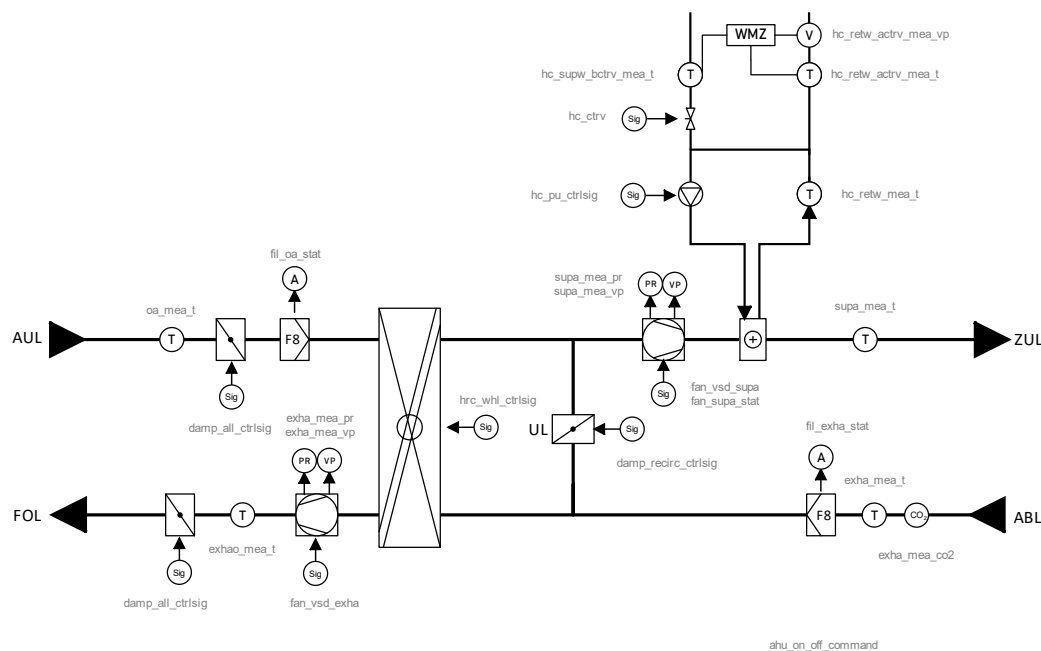 WMZ
V
hc_retw_actrv_mea_vp
hc_supw_bctrv_mea_t
T
T
hc_retw_actrv_mea_t
hc_ctrv
Sig
hc_pu_ctrlsig
Sig
T
hc_retw_mea_t
fil_oa_stat
A
supa_mea_pr
supa_mea_vp
PR
VP
oa_mea_t
supa_mea_t
AUL
T
F8
+
T
ZUL
Sig
Sig
fan_vsd_supa
fan_supa_stat
damp_all_ctrlsig
exha_mea_pr
exha_mea_vp
hrc_whl_ctrlsig
Sig
UL
Sig
fil_exha_stat
PR
VP
A
damp_recirc_ctrlsig
exha_mea_t
FOL
T
F8
T
CO2
ABL
exhao_mea_t
exha_mea_co2
Sig
Sig
damp_all_ctrlsig
fan_vsd_exha
ahu_on_off_command